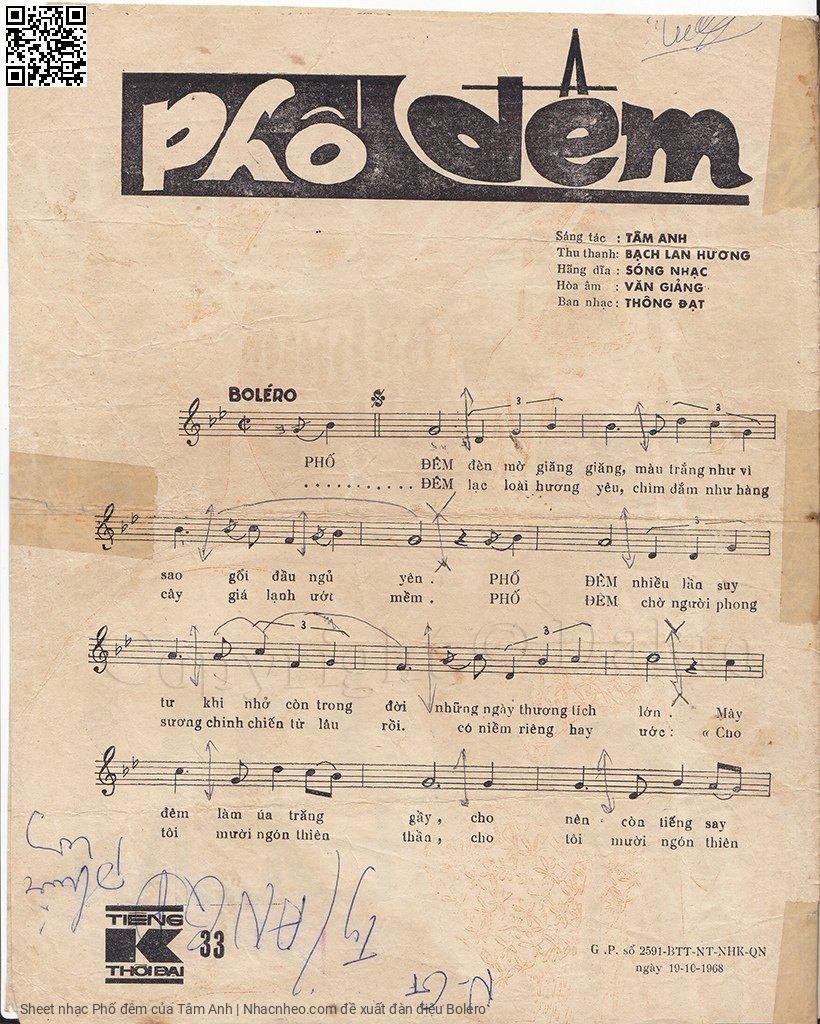 Phố đêm
Sáng tác : TÂM ANH
Thu thanh: BẠCH LAN HƯƠNG
Hãng dĩa : SÓNG NHẠC
Hòa âm : VĂN GIẢNG
Ban nhạc: THÔNG ĐẠT
BOLÉRO
3 3
PHỐ ĐÊM đèn mờ giăng giăng, màu trắng như vì
........... ĐÊM lạc loài hương yêu, chìm đắm như hàng
3
sao gối đầu ngủ yên . PHỐ ĐÊM nhiều lần suy
cây giá lạnh ướt mềm . PHỐ ĐÊM chờ người phong
3 3
tư khi nhở còn trong đời những ngày thương tích lớn . Mây
sương chinh chiến từ lâu rồi. có niềm riêng hay ước : « Cho
đêm làm úa trăng gầy , cho nên còn tiếng say
tôi mười ngón thiên thần , cho tôi mười ngón thiên
TIẾNG
THỜI ĐẠI
33
G .P. số 2591-BTT-NT-NHK-QN
ngày 19-10-1968
Copyright ©
Sheet nhạc Phố đêm của Tâm Anh | Nhacnheo.com đề xuất đàn điệu Bolero